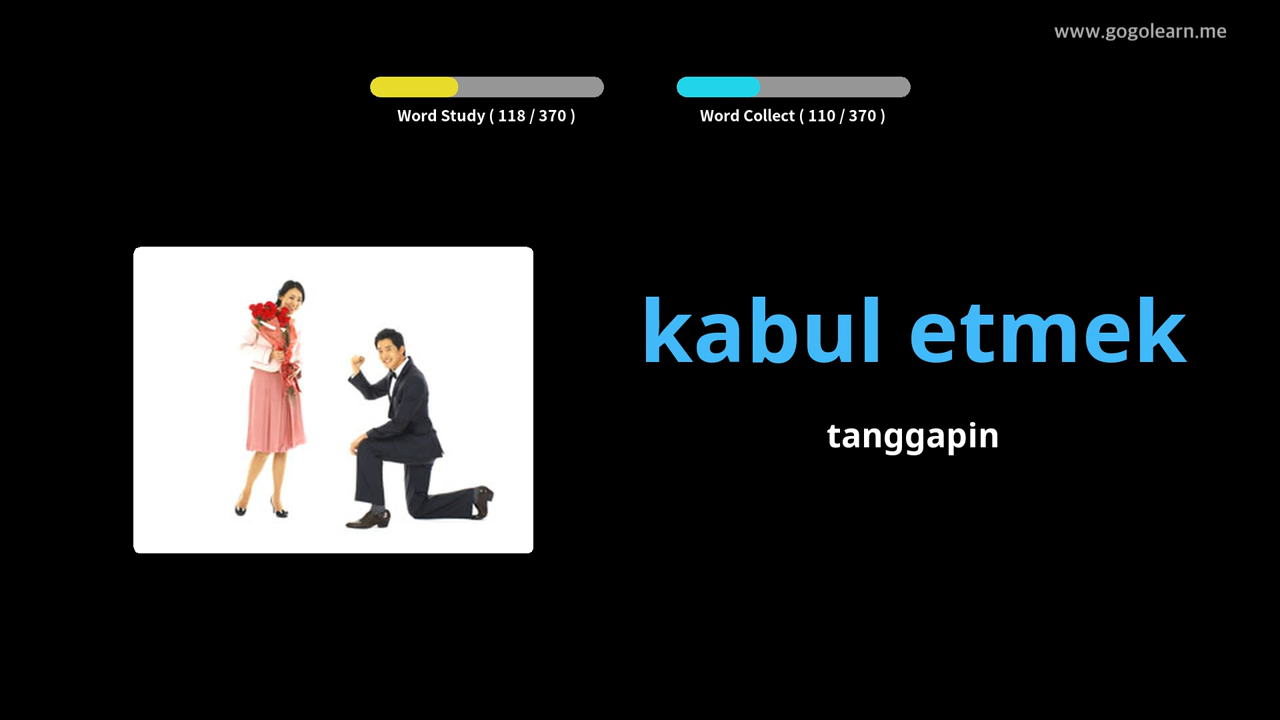 www.gogolearn.me
Word Study ( 118 / 370 )
Word Collect ( 110 / 370 )
kabul etmek
tanggapin